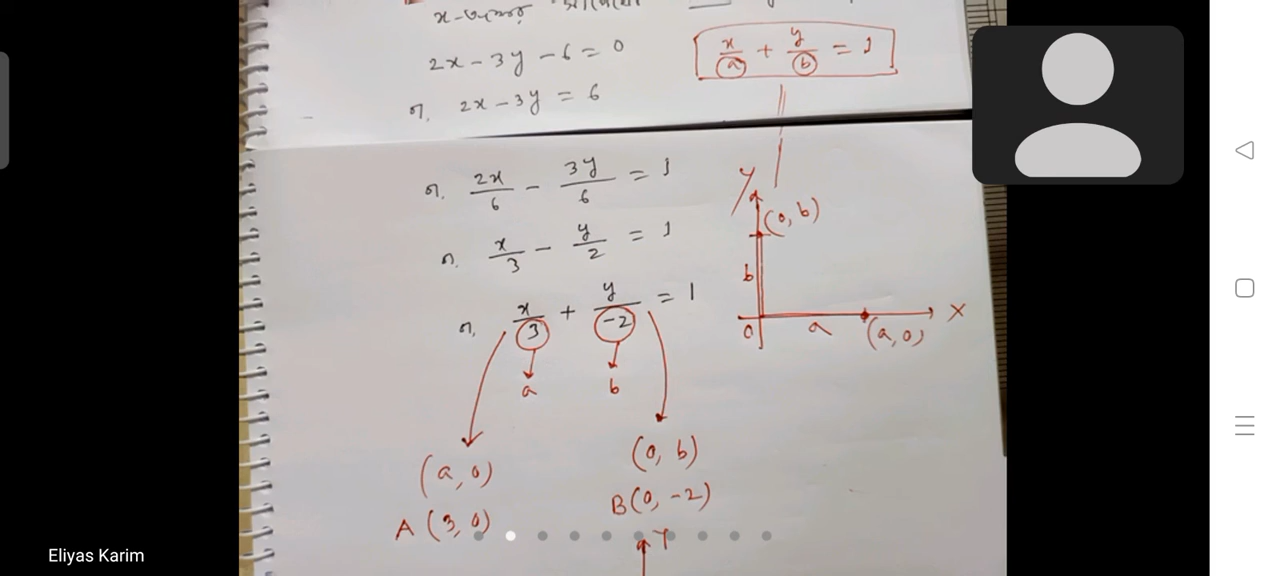 x-অক্ষের
2x - 3y - 6 = 0
বা, 2x - 3y = 6
x/a + y/b = 1
বা, 2x/6 - 3y/6 = 1
বা, x/3 - y/2 = 1
বা, x/3 + y/-2 = 1
a
b
(a, 0)
A (3, 0)
(0, b)
B (0, -2)
Y
Y
(0, b)
b
0
a
X
(a, 0)
Eliyas Karim